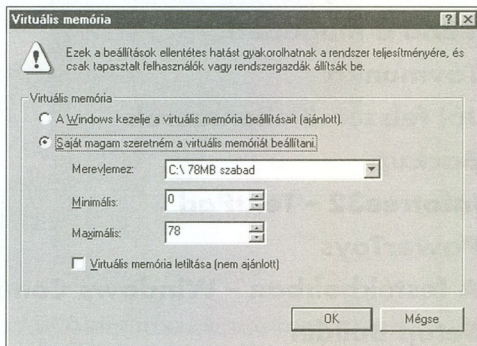 Virtuális memória
Ezek a beállítások ellentétes hatást gyakorolhatnak a rendszer teljesítményére, és
csak tapasztalt felhasználók vagy rendszergazdák állítsák be.
Virtuális memória
A Windows kezelje a virtuális memória beállításait (ajánlott).
Saját magam szeretném a virtuális memóriát beállítani.
Merevlemez:
C:\ 78MB szabad
Minimális:
0
Maximális:
78
Virtuális memória letiltása (nem ajánlott)
OK
Mégse